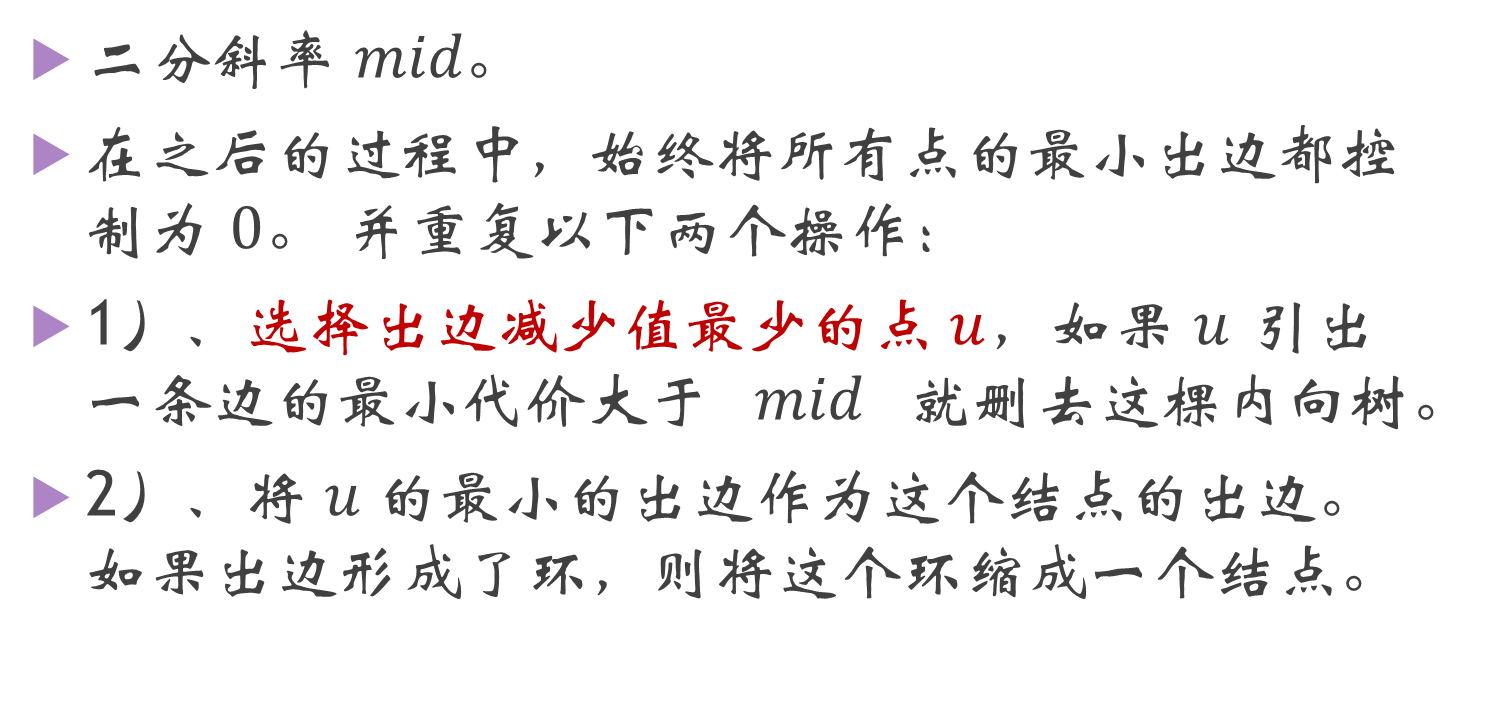 二分斜率 mid。
在之后的过程中，始终将所有点的最小出边都控
制为 0。 并重复以下两个操作：
1）、选择出边减少值最少的点 u，如果 u 引出
一条边的最小代价大于 mid 就删去这棵内向树。
2）、将 u 的最小的出边作为这个结点的出边。
如果出边形成了环，则将这个环缩成一个结点。